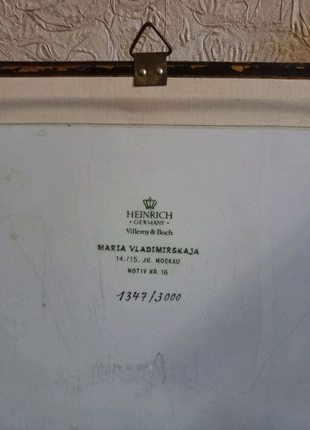 HEINRICH
· GERMANY ·
Villeroy & Boch
MARIA VLADIMIRSKAJA
14./15. JH. MOSKAU
MOTIV NR. 16
1347/3000